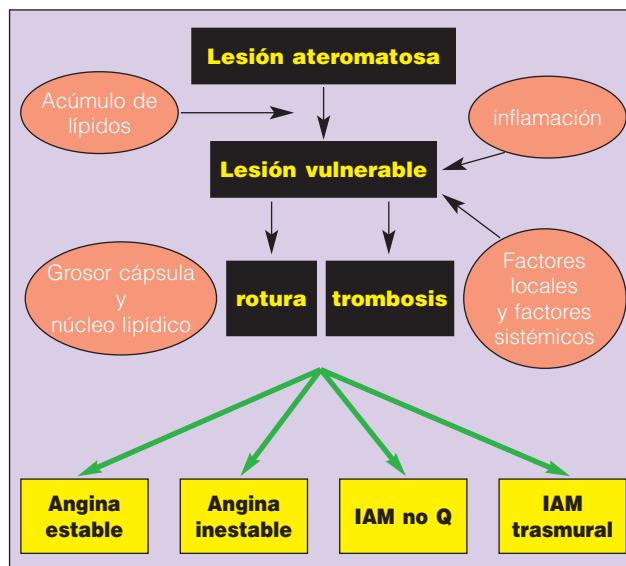 Lesión ateromatosa
Acúmulo de
lípidos
inflamación
Lesión vulnerable
Grosor cápsula
y
núcleo lipídico
rotura
trombosis
Factores
locales
y factores
sistémicos
Angina
estable
Angina
inestable
IAM no Q
IAM
trasmural